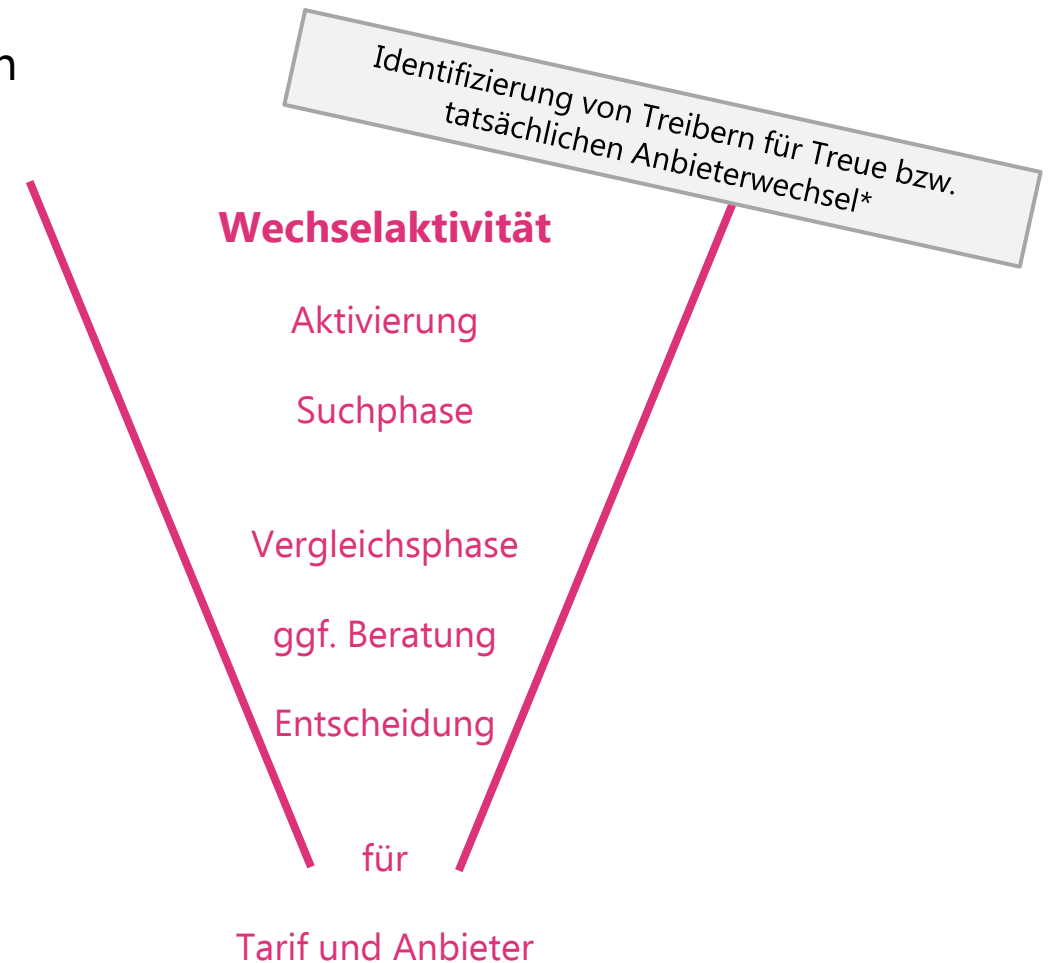 n
Identifizierung von Treibern für Treue bzw.
tatsächlichen Anbieterwechsel*
Wechselaktivität
Aktivierung
Suchphase
Vergleichsphase
ggf. Beratung
Entscheidung
für
Tarif und Anbieter